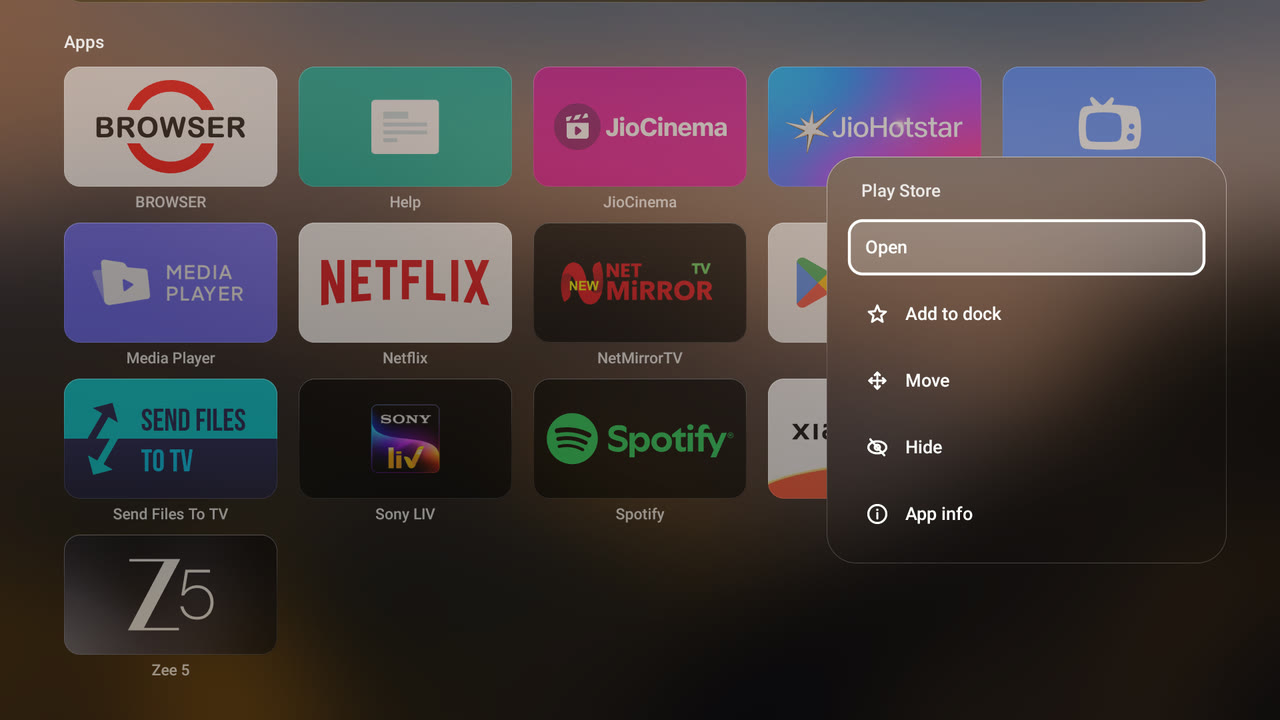 Apps
BROWSER
JioCinema
JioHotstar
BROWSER
Help
JioCinema
Play Store
Open
Add to dock
Move
Hide
App info
MEDIA
PLAYER
NETFLIX
NEW
NET
MiRROR
TV
Media Player
Netflix
NetMirrorTV
SEND FILES
TO TV
SONY
liv
Spotify®
Send Files To TV
Sony LIV
Spotify
Z5
Zee 5